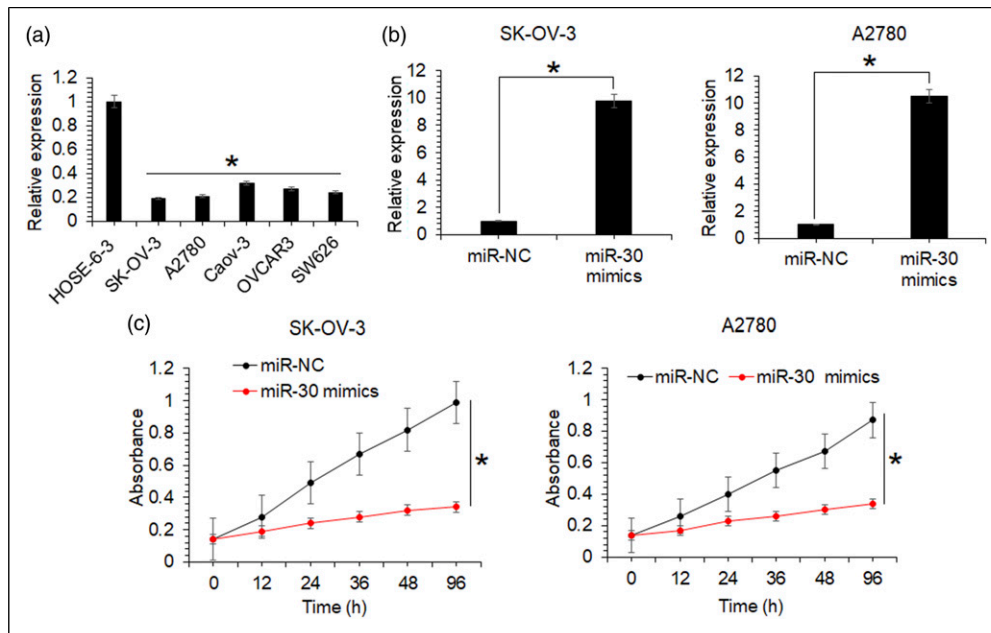 (a)
Relative expression
1.2
1
0.8
0.6
0.4
0.2
0
*
HOSE-6-3
SK-OV-3
A2780
Caov-3
OVCAR3
SW626
(b)
SK-OV-3
Relative expression
12
10
8
6
4
2
0
*
miR-NC
miR-30
mimics
A2780
Relative expression
12
10
8
6
4
2
0
*
miR-NC
miR-30
mimics
(c)
SK-OV-3
miR-NC
miR-30 mimics
Absorbance
1.2
1
0.8
0.6
0.4
0.2
0
*
0 12 24 36 48 96
Time (h)
A2780
miR-NC miR-30 mimics
Absorbance
1.2
1
0.8
0.6
0.4
0.2
0
*
0 12 24 36 48 96
Time (h)